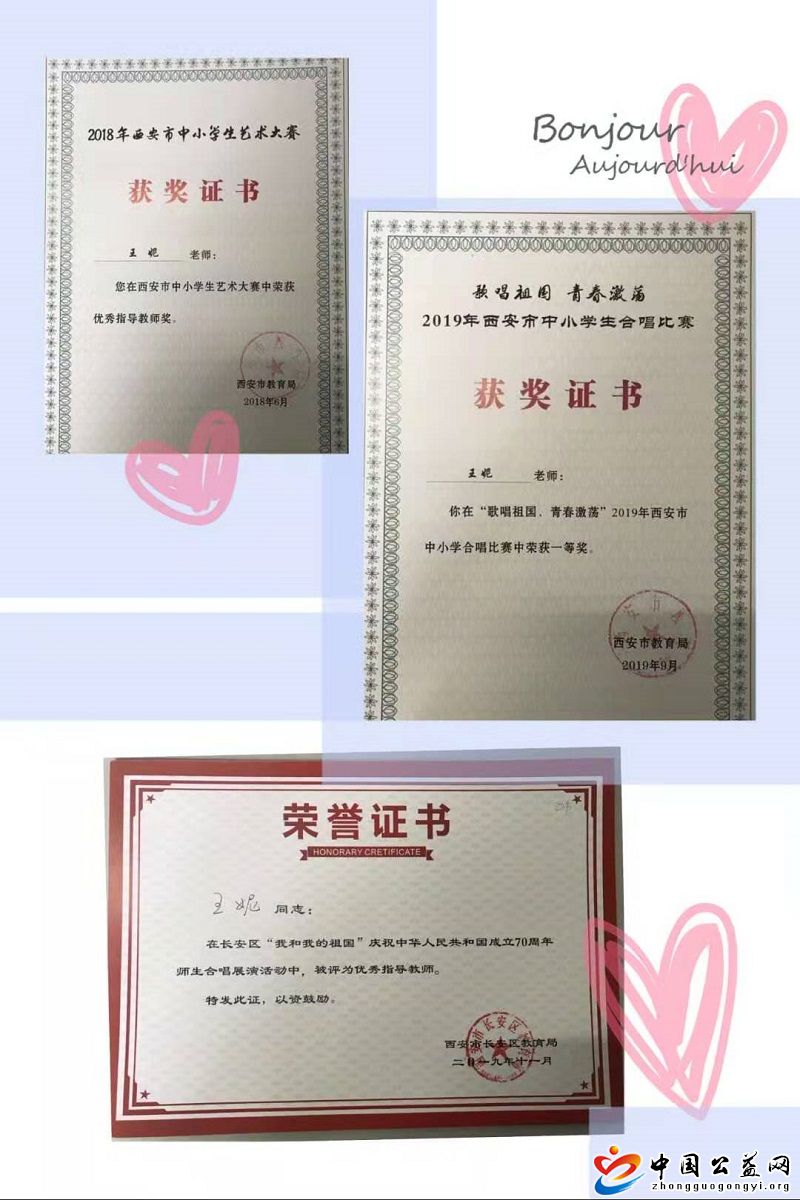 2018年西安市中小学生艺术大赛
获奖证书
王妮 老师：
您在西安市中小学生艺术大赛中荣获
优秀指导教师奖。
西安市教育局
2018年6月
Bonjour
Aujourd'hui
歌唱祖国 青春激荡
2019年西安市中小学生合唱比赛
获奖证书
王妮 老师：
你在“歌唱祖国、青春激荡”2019年西安市
中小学合唱比赛中荣获一等奖。
西安市教育局
2019年9月
荣誉证书
HONORARY CRETIFICATE
王妮 同志：
在长安区“我和我的祖国”庆祝中华人民共和国成立70周年
师生合唱展演活动中，被评为优秀指导教师。
特发此证，以资鼓励。
西安市长安区教育局
二〇一九年十一月
中国公益网
zhongguogongyi.org